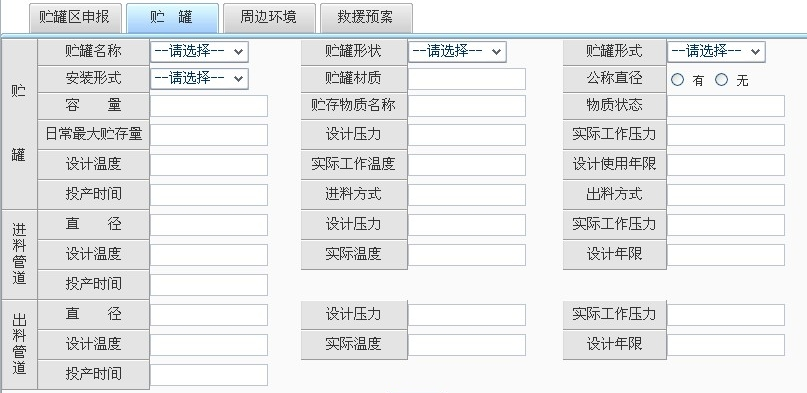 贮罐区申报 贮 罐 周边环境 救援预案
贮罐名称 --请选择-- 贮罐形状 --请选择-- 贮罐形式 --请选择--
安装形式 --请选择-- 贮罐材质 公称直径 有 无
容 量 贮存物质名称 物质状态
日常最大贮存量 设计压力 实际工作压力
设计温度 实际工作温度 设计使用年限
投产时间 进料方式 出料方式
贮罐
直 径 设计压力 实际工作压力
设计温度 实际温度 设计年限
投产时间
进料管道
直 径 设计压力 实际工作压力
设计温度 实际温度 设计年限
投产时间
出料管道